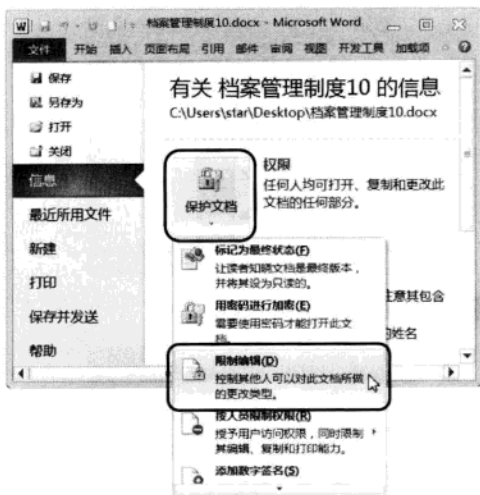 档案管理制度10.docx - Microsoft Word
文件 开始 插入 页面布局 引用 邮件 审阅 视图 开发工具 加载项
保存
另存为
打开
关闭
信息
最近所用文件
新建
打印
保存并发送
帮助
有关 档案管理制度10 的信息
C:\Users\star\Desktop\档案管理制度10.docx
保护文档
权限
任何人均可打开、复制和更改此
文档的任何部分。
标记为最终状态(F)
让读者知晓文档是最终版本，
并将其设为只读的。
用密码进行加密(E)
需要使用密码才能打开此文
档。
限制编辑(D)
控制其他人可以对此文档所做
的更改类型。
按人员限制权限(R)
授予用户访问权限，同时限制
其编辑、复制和打印能力。
添加数字签名(S)
意其包含
的姓名